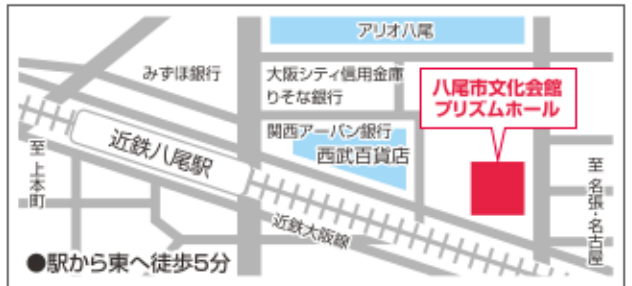 アリオ八尾
みずほ銀行
大阪シティ信用金庫
りそな銀行
八尾市文化会館
プリズムホール
関西アーバン銀行
西武百貨店
近鉄八尾駅
至 上本町
近鉄大阪線
至 名張・名古屋
●駅から東へ徒歩5分